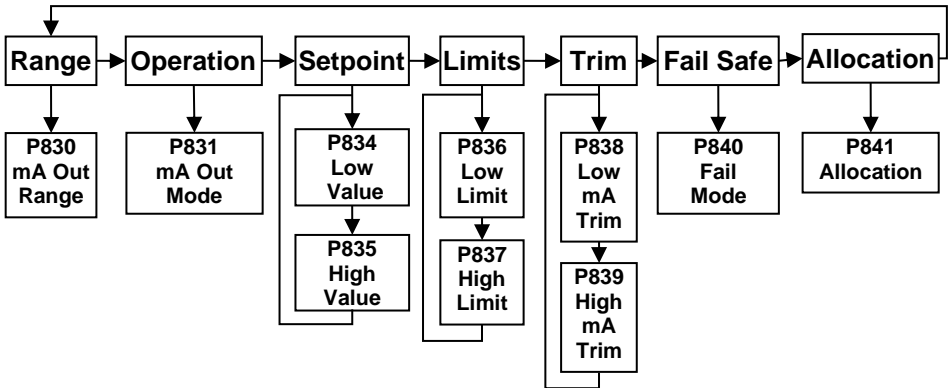 Range
Operation
Setpoint
Limits
Trim
Fail Safe
Allocation
P830
mA Out
Range
P831
mA Out
Mode
P834
Low
Value
P835
High
Value
P836
Low
Limit
P837
High
Limit
P838
Low
mA
Trim
P839
High
mA
Trim
P840
Fail
Mode
P841
Allocation